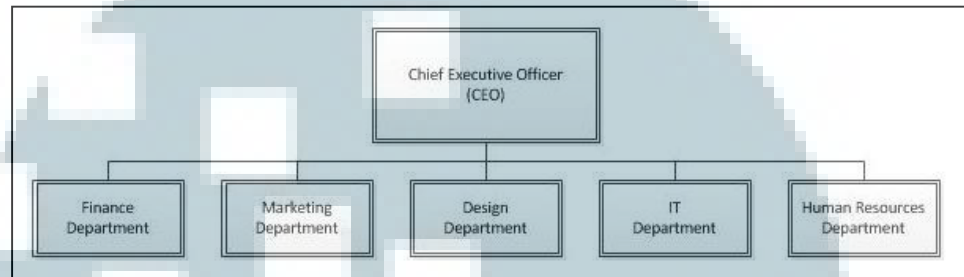 Chief Executive Officer
(CEO)
Finance
Department
Marketing
Department
Design
Department
IT
Department
Human Resources
Department